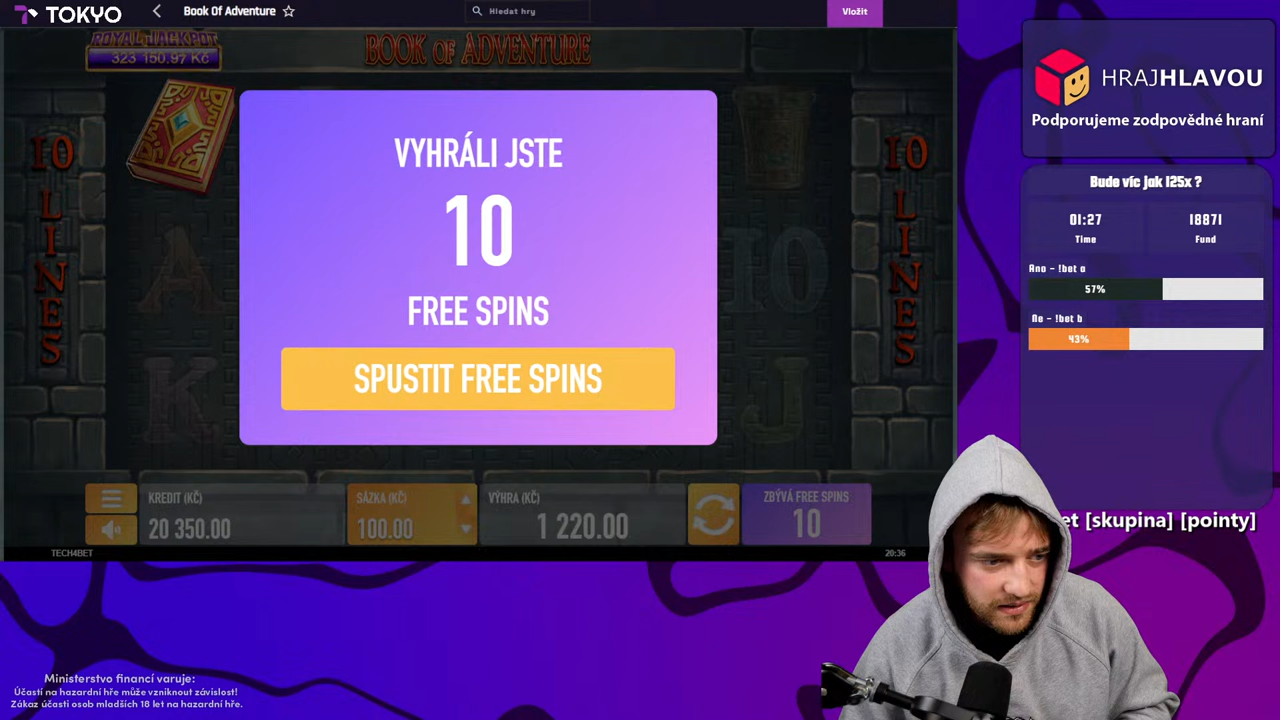 TOKYO
Book Of Adventure
Hledat hry
Vložit
ROYAL JACKPOT
323 150.97 Kč
BOOK OF ADVENTURE
10
LINES
10
LINES
A
K
10
J
VYHRÁLI JSTE
10
FREE SPINS
SPUSTIT FREE SPINS
KREDIT (KČ)
20 350.00
SÁZKA (KČ)
100.00
VÝHRA (KČ)
1 220.00
ZBÝVÁ FREE SPINS
10
TECH4BET
20:36
HRAJHLAVOU
Podporujeme zodpovědné hraní
Bude víc jak 125x ?
01:27
Time
18871
Fund
Ano - !bet a
57%
Ne - !bet b
43%
et [skupina] [pointy]
Ministerstvo financí varuje:
Účastí na hazardní hře může vzniknout závislost!
Zákaz účasti osob mladších 18 let na hazardní hře.